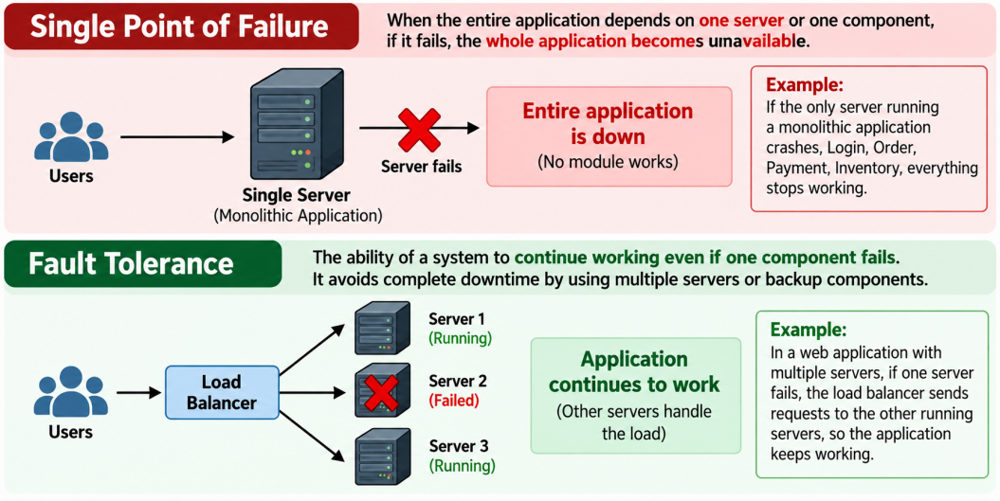 Single Point of Failure
When the entire application depends on one server or one component,
if it fails, the whole application becomes unavailable.
Users
Single Server
(Monolithic Application)
Server fails
Entire application
is down
(No module works)
Example:
If the only server running
a monolithic application
crashes, Login, Order,
Payment, Inventory, everything
stops working.
Fault Tolerance
The ability of a system to continue working even if one component fails.
It avoids complete downtime by using multiple servers or backup components.
Users
Load
Balancer
Server 1
(Running)
Server 2
(Failed)
Server 3
(Running)
Application
continues to work
(Other servers handle
the load)
Example:
In a web application with
multiple servers, if one server
fails, the load balancer sends
requests to the other running
servers, so the application
keeps working.